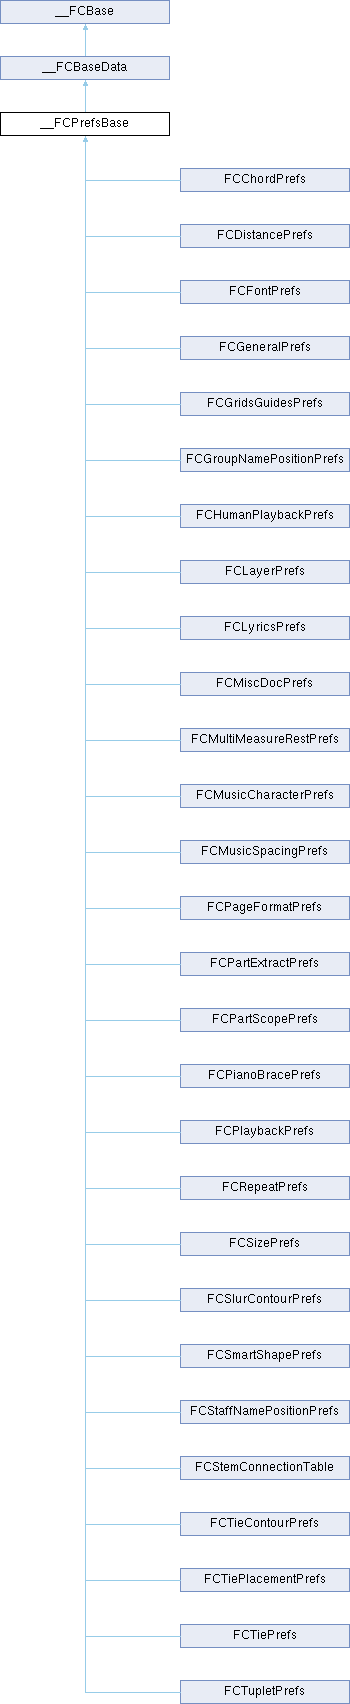 __FCBase
__FCBaseData
__FCPrefsBase
FCChordPrefs
FCDistancePrefs
FCFontPrefs
FCGeneralPrefs
FCGridsGuidesPrefs
FCGroupNamePositionPrefs
FCHumanPlaybackPrefs
FCLayerPrefs
FCLyricsPrefs
FCMiscDocPrefs
FCMultiMeasureRestPrefs
FCMusicCharacterPrefs
FCMusicSpacingPrefs
FCPageFormatPrefs
FCPartExtractPrefs
FCPartScopePrefs
FCPianoBracePrefs
FCPlaybackPrefs
FCRepeatPrefs
FCSizePrefs
FCSlurContourPrefs
FCSmartShapePrefs
FCStaffNamePositionPrefs
FCStemConnectionTable
FCTieContourPrefs
FCTiePlacementPrefs
FCTiePrefs
FCTupletPrefs